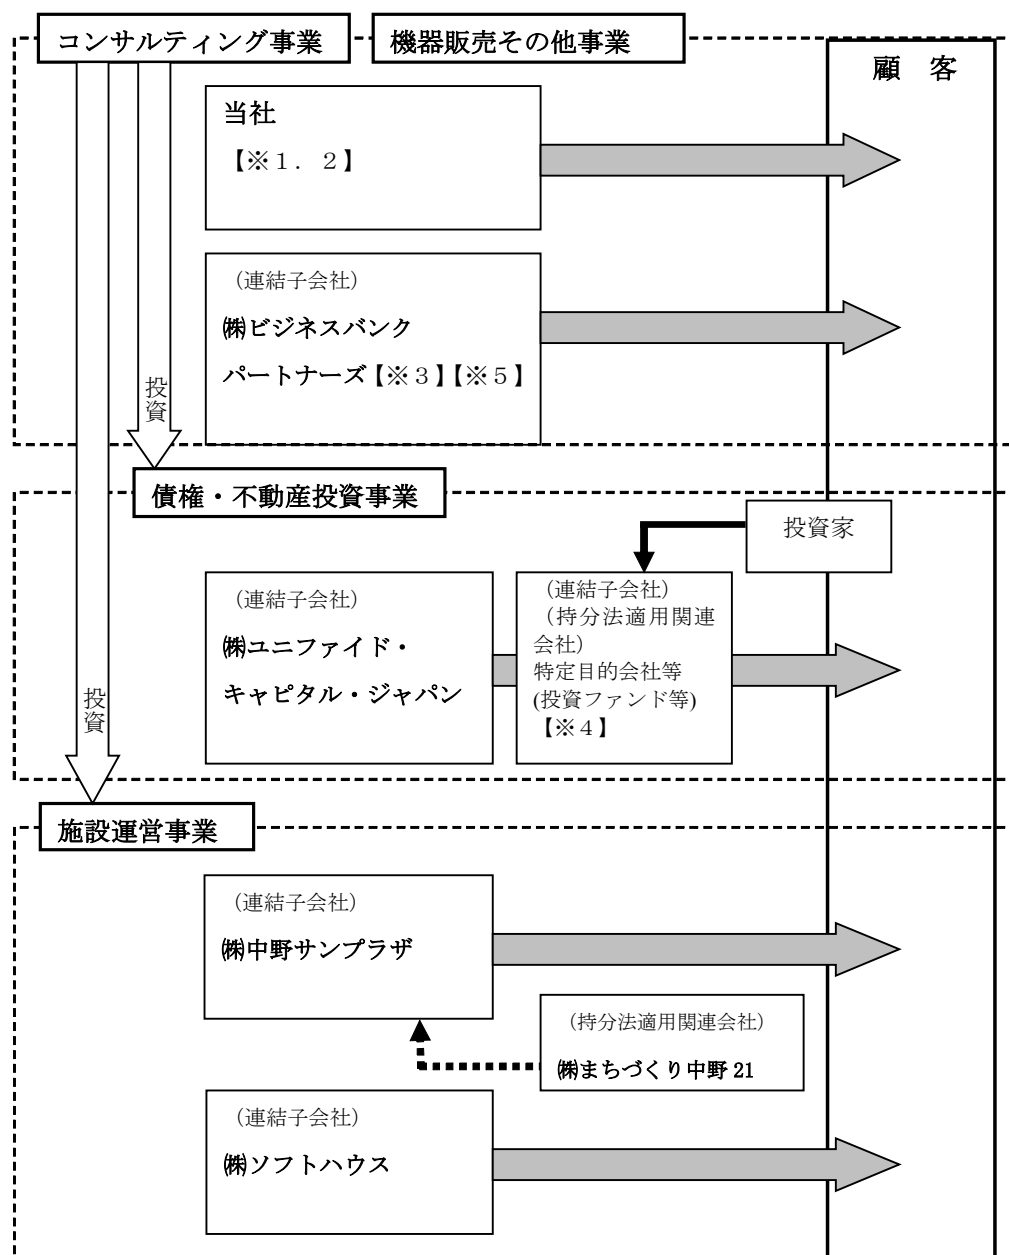 コンサルティング事業
機器販売その他事業
顧　客
当社
【※１．２】
（連結子会社）
㈱ビジネスバンク
パートナーズ【※３】【※５】
投資
債権・不動産投資事業
投資家
（連結子会社）
㈱ユニファイド・
キャピタル・ジャパン
（連結子会社）
（持分法適用関連
会社）
特定目的会社等
(投資ファンド等)
【※４】
投資
施設運営事業
（連結子会社）
㈱中野サンプラザ
（持分法適用関連会社）
㈱まちづくり中野 21
（連結子会社）
㈱ソフトハウス